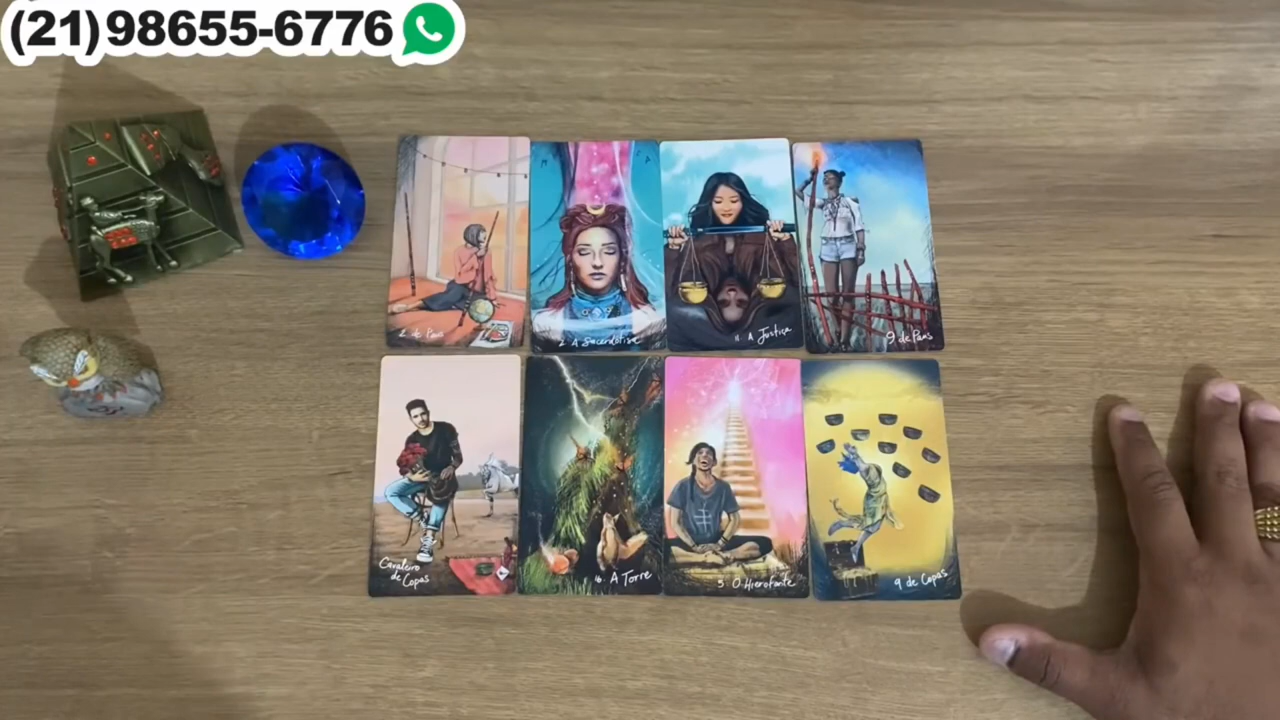 (21)98655-6776
2 de Paus
2. A Sacerdotisa
11. A Justiça
9 de Paus
Cavaleiro
de Copas
16. A Torre
5. O Hierofante
9 de Copas